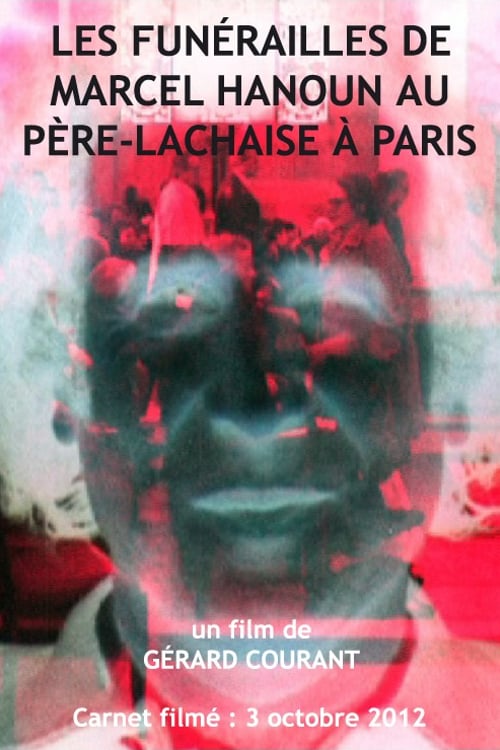 LES FUNÉRAILLES DE
MARCEL HANOUN AU
PÈRE-LACHAISE À PARIS
un film de
GÉRARD COURANT
Carnet filmé : 3 octobre 2012